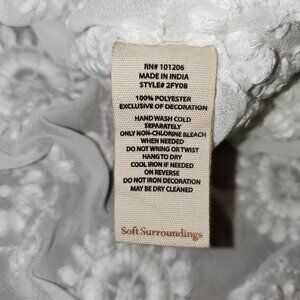 RN# 101206
MADE IN INDIA
STYLE# 2FY08
100% POLYESTER
EXCLUSIVE OF DECORATION
HAND WASH COLD
SEPARATELY
ONLY NON-CHLORINE BLEACH
WHEN NEEDED
DO NOT WRING OR TWIST
HANG TO DRY
COOL IRON IF NEEDED
ON REVERSE
DO NOT IRON DECORATION
MAY BE DRY CLEANED
Soft Surroundings